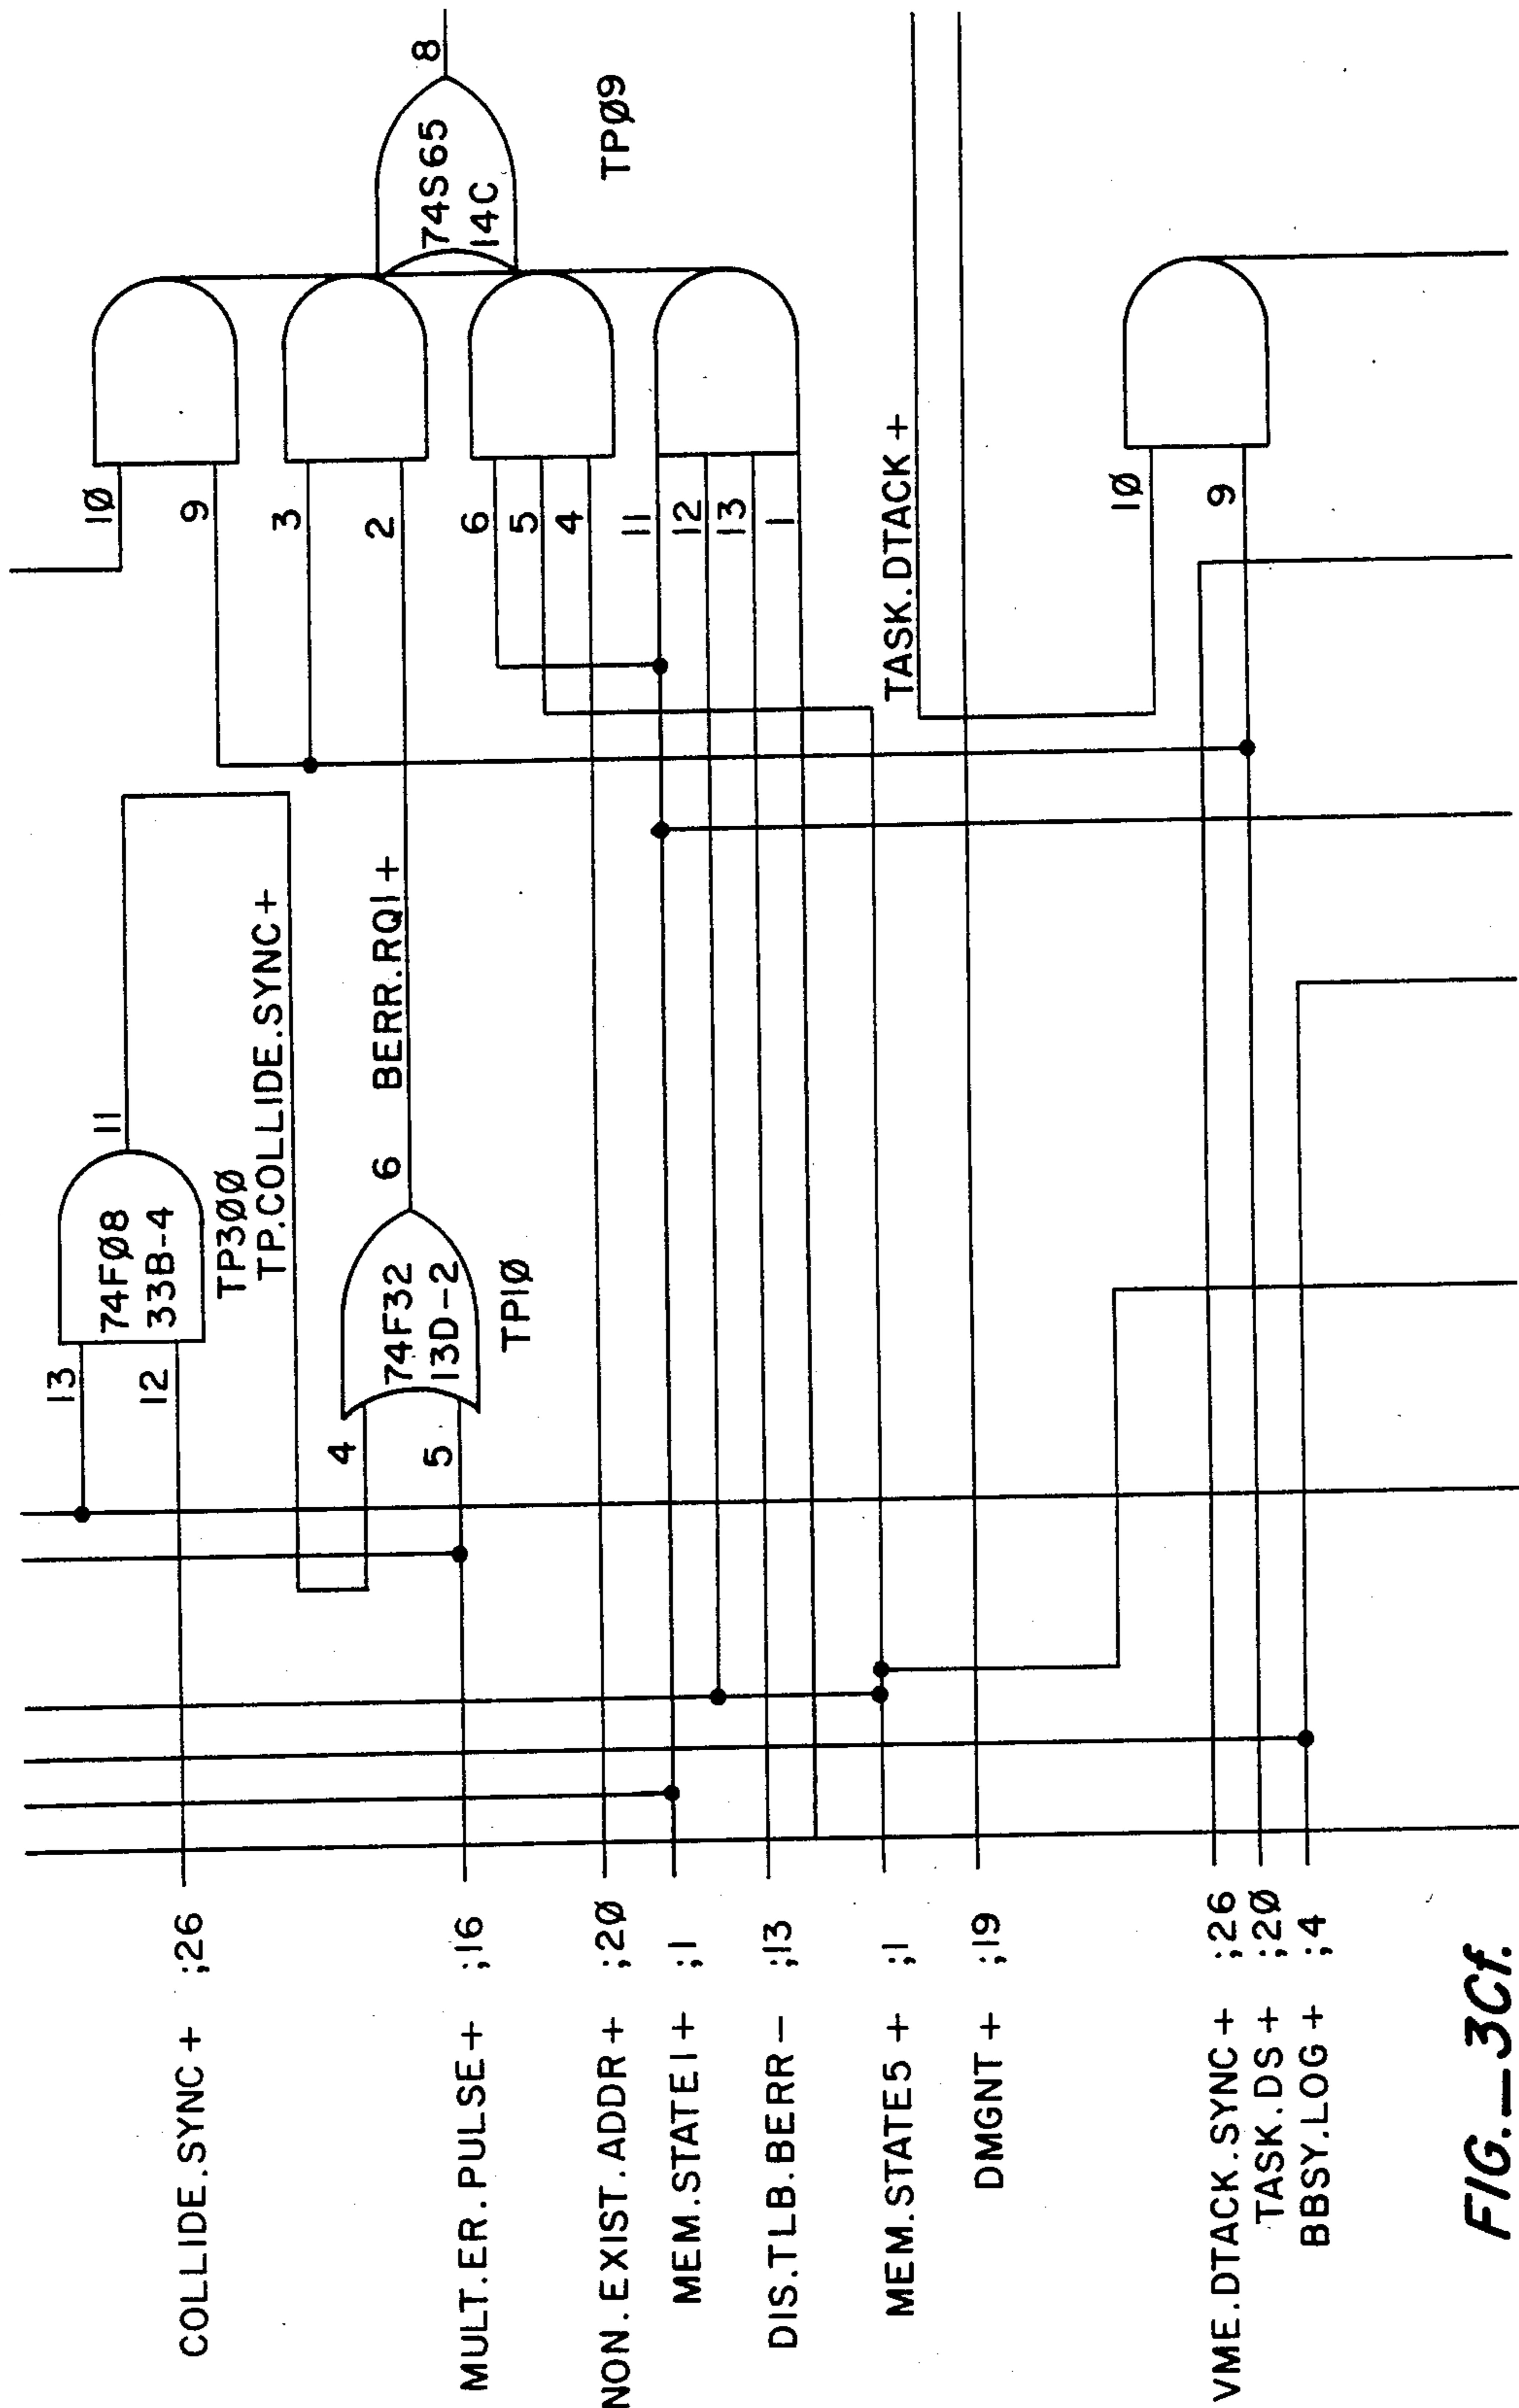 COLLIDE.SYNC+ ;26
MULT.ER.PULSE+ ;16
NON.EXIST.ADDR+ ;20
MEM.STATE1+ ;1
DIS.TLB.BERR− ;13
MEM.STATE5+ ;1
DMGNT+ ;19
VME.DTACK.SYNC+ ;26
TASK.DS+ ;20
BBSY.LOG+ ;4
13
12
74FØ8
33B-4
11
TP3ØØ
TP.COLLIDE.SYNC+
4
5
74F32
13D-2
6
BERR.RQ1+
TP1Ø
1Ø
9
3
2
6
5
4
11
12
13
1
74S65
14C
8
TPØ9
TASK.DTACK+
1Ø
9
FIG._3Cf.